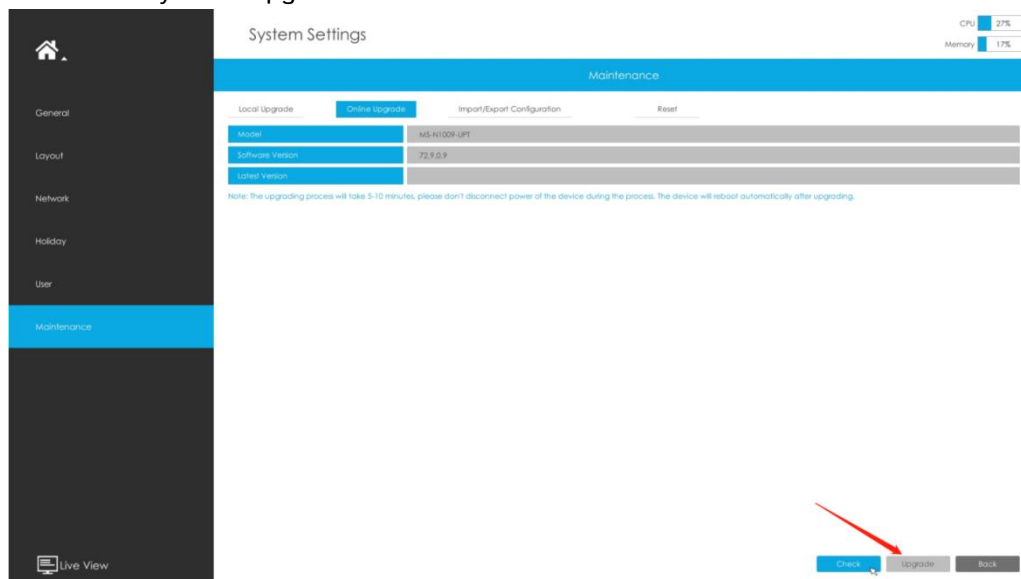 System Settings
CPU 27%
Memory 17%
Maintenance
General
Layout
Network
Holiday
User
Maintenance
Live View
Local Upgrade Online Upgrade Import/Export Configuration Reset
Model MS-N1009-UPT
Software Version 72.9.0.9
Latest Version
Note: The upgrading process will take 5-10 minutes, please don't disconnect power of the device during the process. The device will reboot automatically after upgrading.
Check Upgrade Back